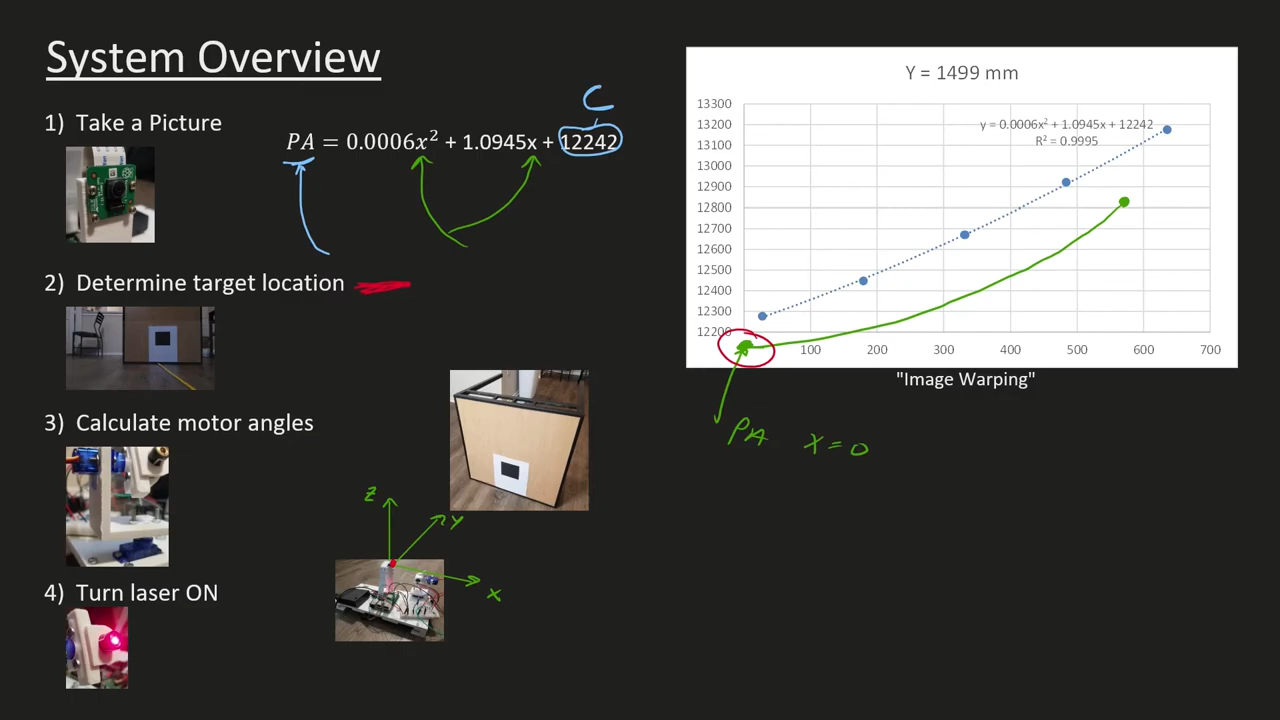 System Overview
1) Take a Picture
C
PA = 0.0006x² + 1.0945x + 12242
2) Determine target location
3) Calculate motor angles
4) Turn laser ON
z
y
x
Y = 1499 mm
13300
13200
13100
13000
12900
12800
12700
12600
12500
12400
12300
12200
y = 0.0006x² + 1.0945x + 12242
R² = 0.9995
100 200 300 400 500 600 700
"Image Warping"
PA x = 0